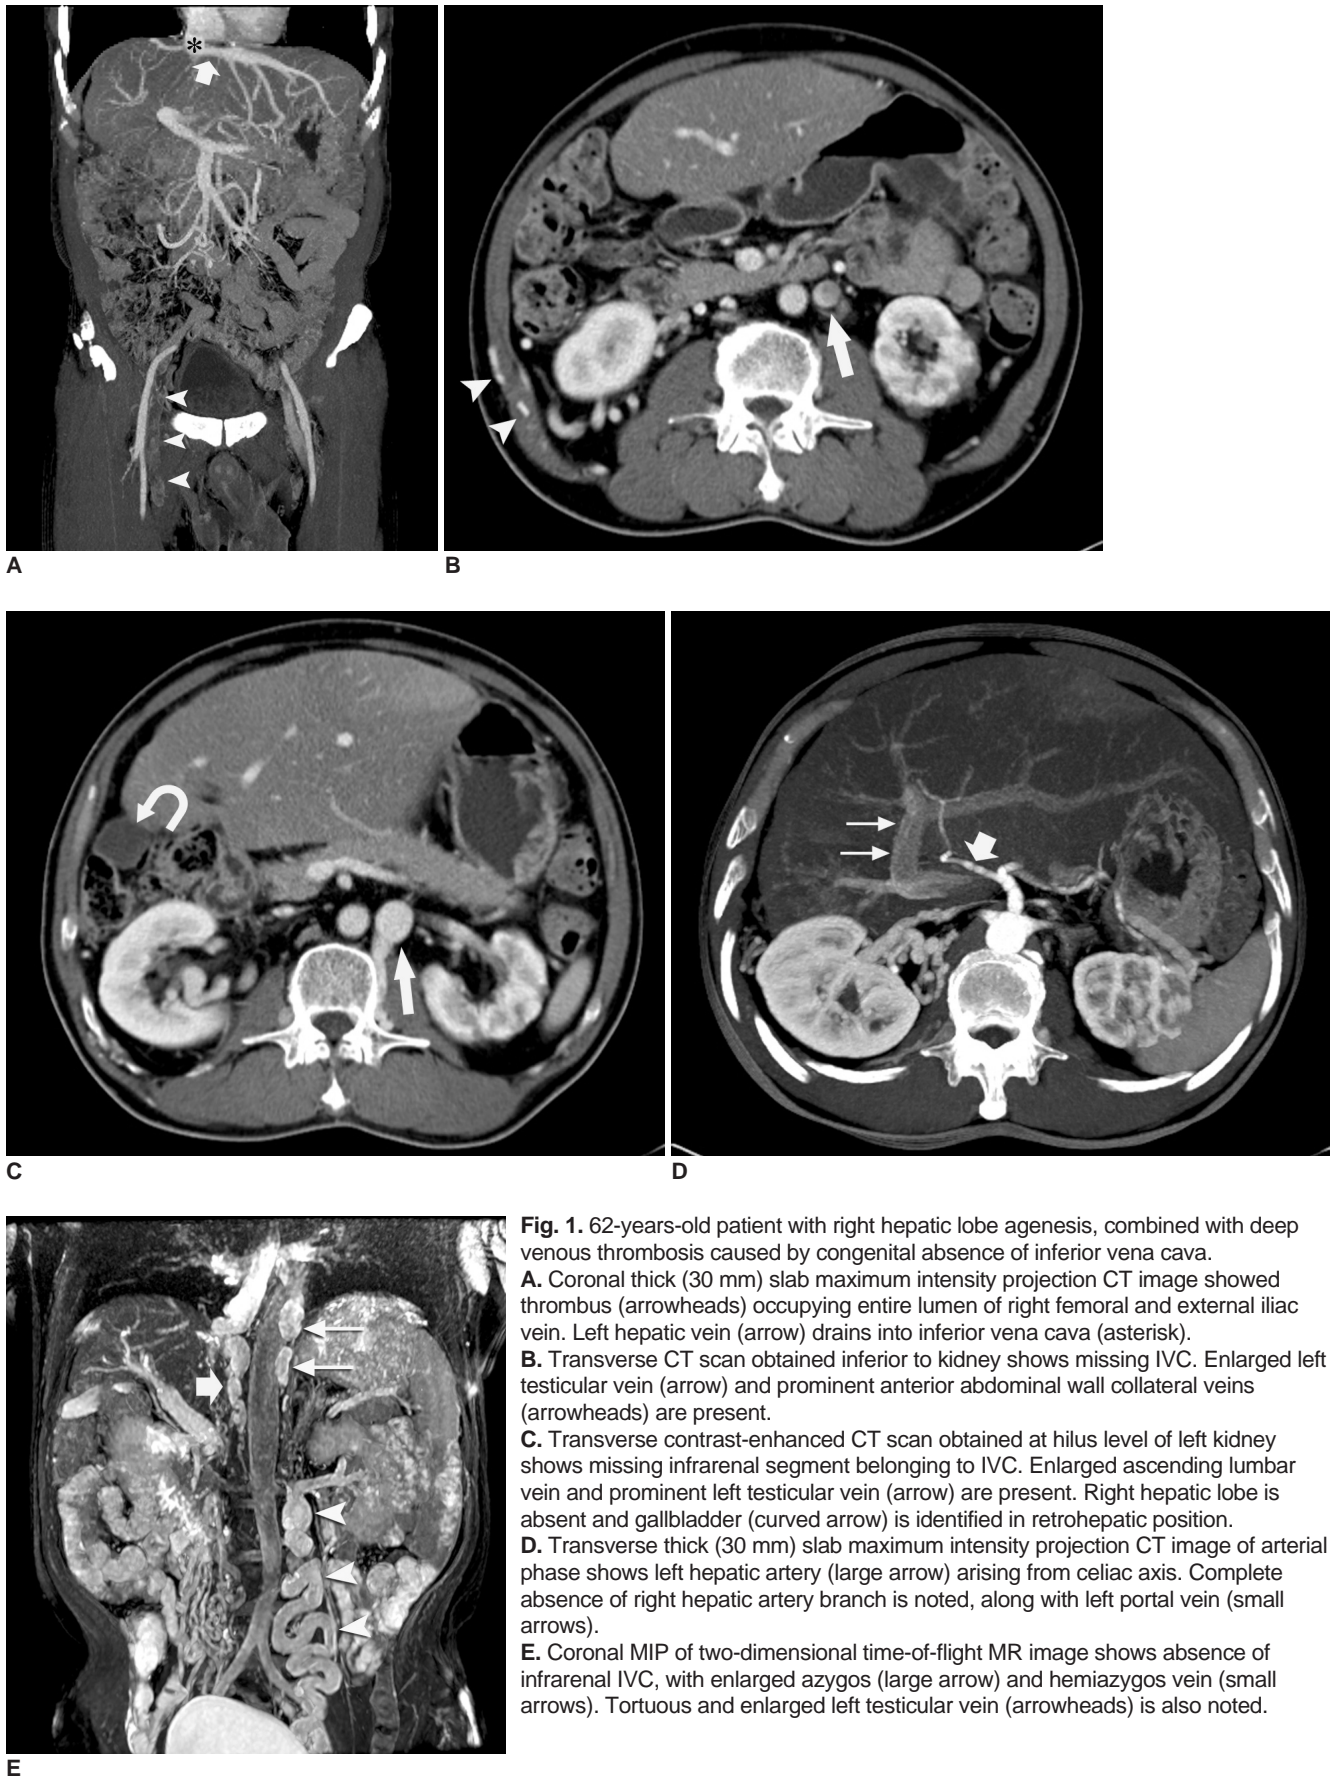 *
A
B
C
D
Fig. 1. 62-years-old patient with right hepatic lobe agenesis, combined with deep
venous thrombosis caused by congenital absence of inferior vena cava.
A. Coronal thick (30 mm) slab maximum intensity projection CT image showed
thrombus (arrowheads) occupying entire lumen of right femoral and external iliac
vein. Left hepatic vein (arrow) drains into inferior vena cava (asterisk).
B. Transverse CT scan obtained inferior to kidney shows missing IVC. Enlarged left
testicular vein (arrow) and prominent anterior abdominal wall collateral veins
(arrowheads) are present.
C. Transverse contrast-enhanced CT scan obtained at hilus level of left kidney
shows missing infrarenal segment belonging to IVC. Enlarged ascending lumbar
vein and prominent left testicular vein (arrow) are present. Right hepatic lobe is
absent and gallbladder (curved arrow) is identified in retrohepatic position.
D. Transverse thick (30 mm) slab maximum intensity projection CT image of arterial
phase shows left hepatic artery (large arrow) arising from celiac axis. Complete
absence of right hepatic artery branch is noted, along with left portal vein (small
arrows).
E. Coronal MIP of two-dimensional time-of-flight MR image shows absence of
infrarenal IVC, with enlarged azygos (large arrow) and hemiazygos vein (small
arrows). Tortuous and enlarged left testicular vein (arrowheads) is also noted.
E